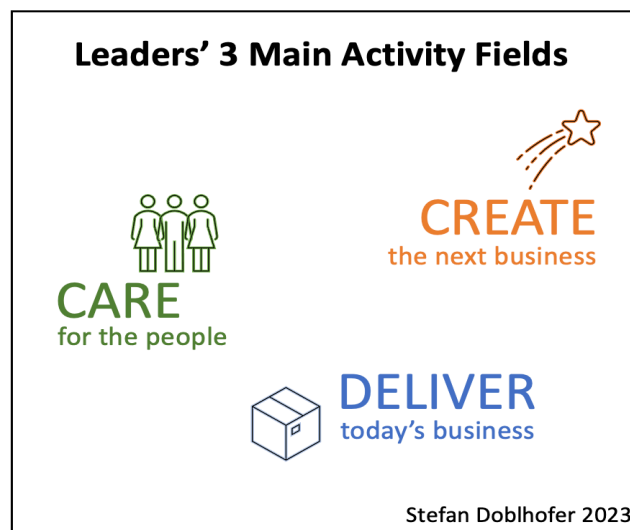 Leaders' 3 Main Activity Fields
CREATE
the next business
CARE
for the people
DELIVER
today's business
Stefan Doblhofer 2023